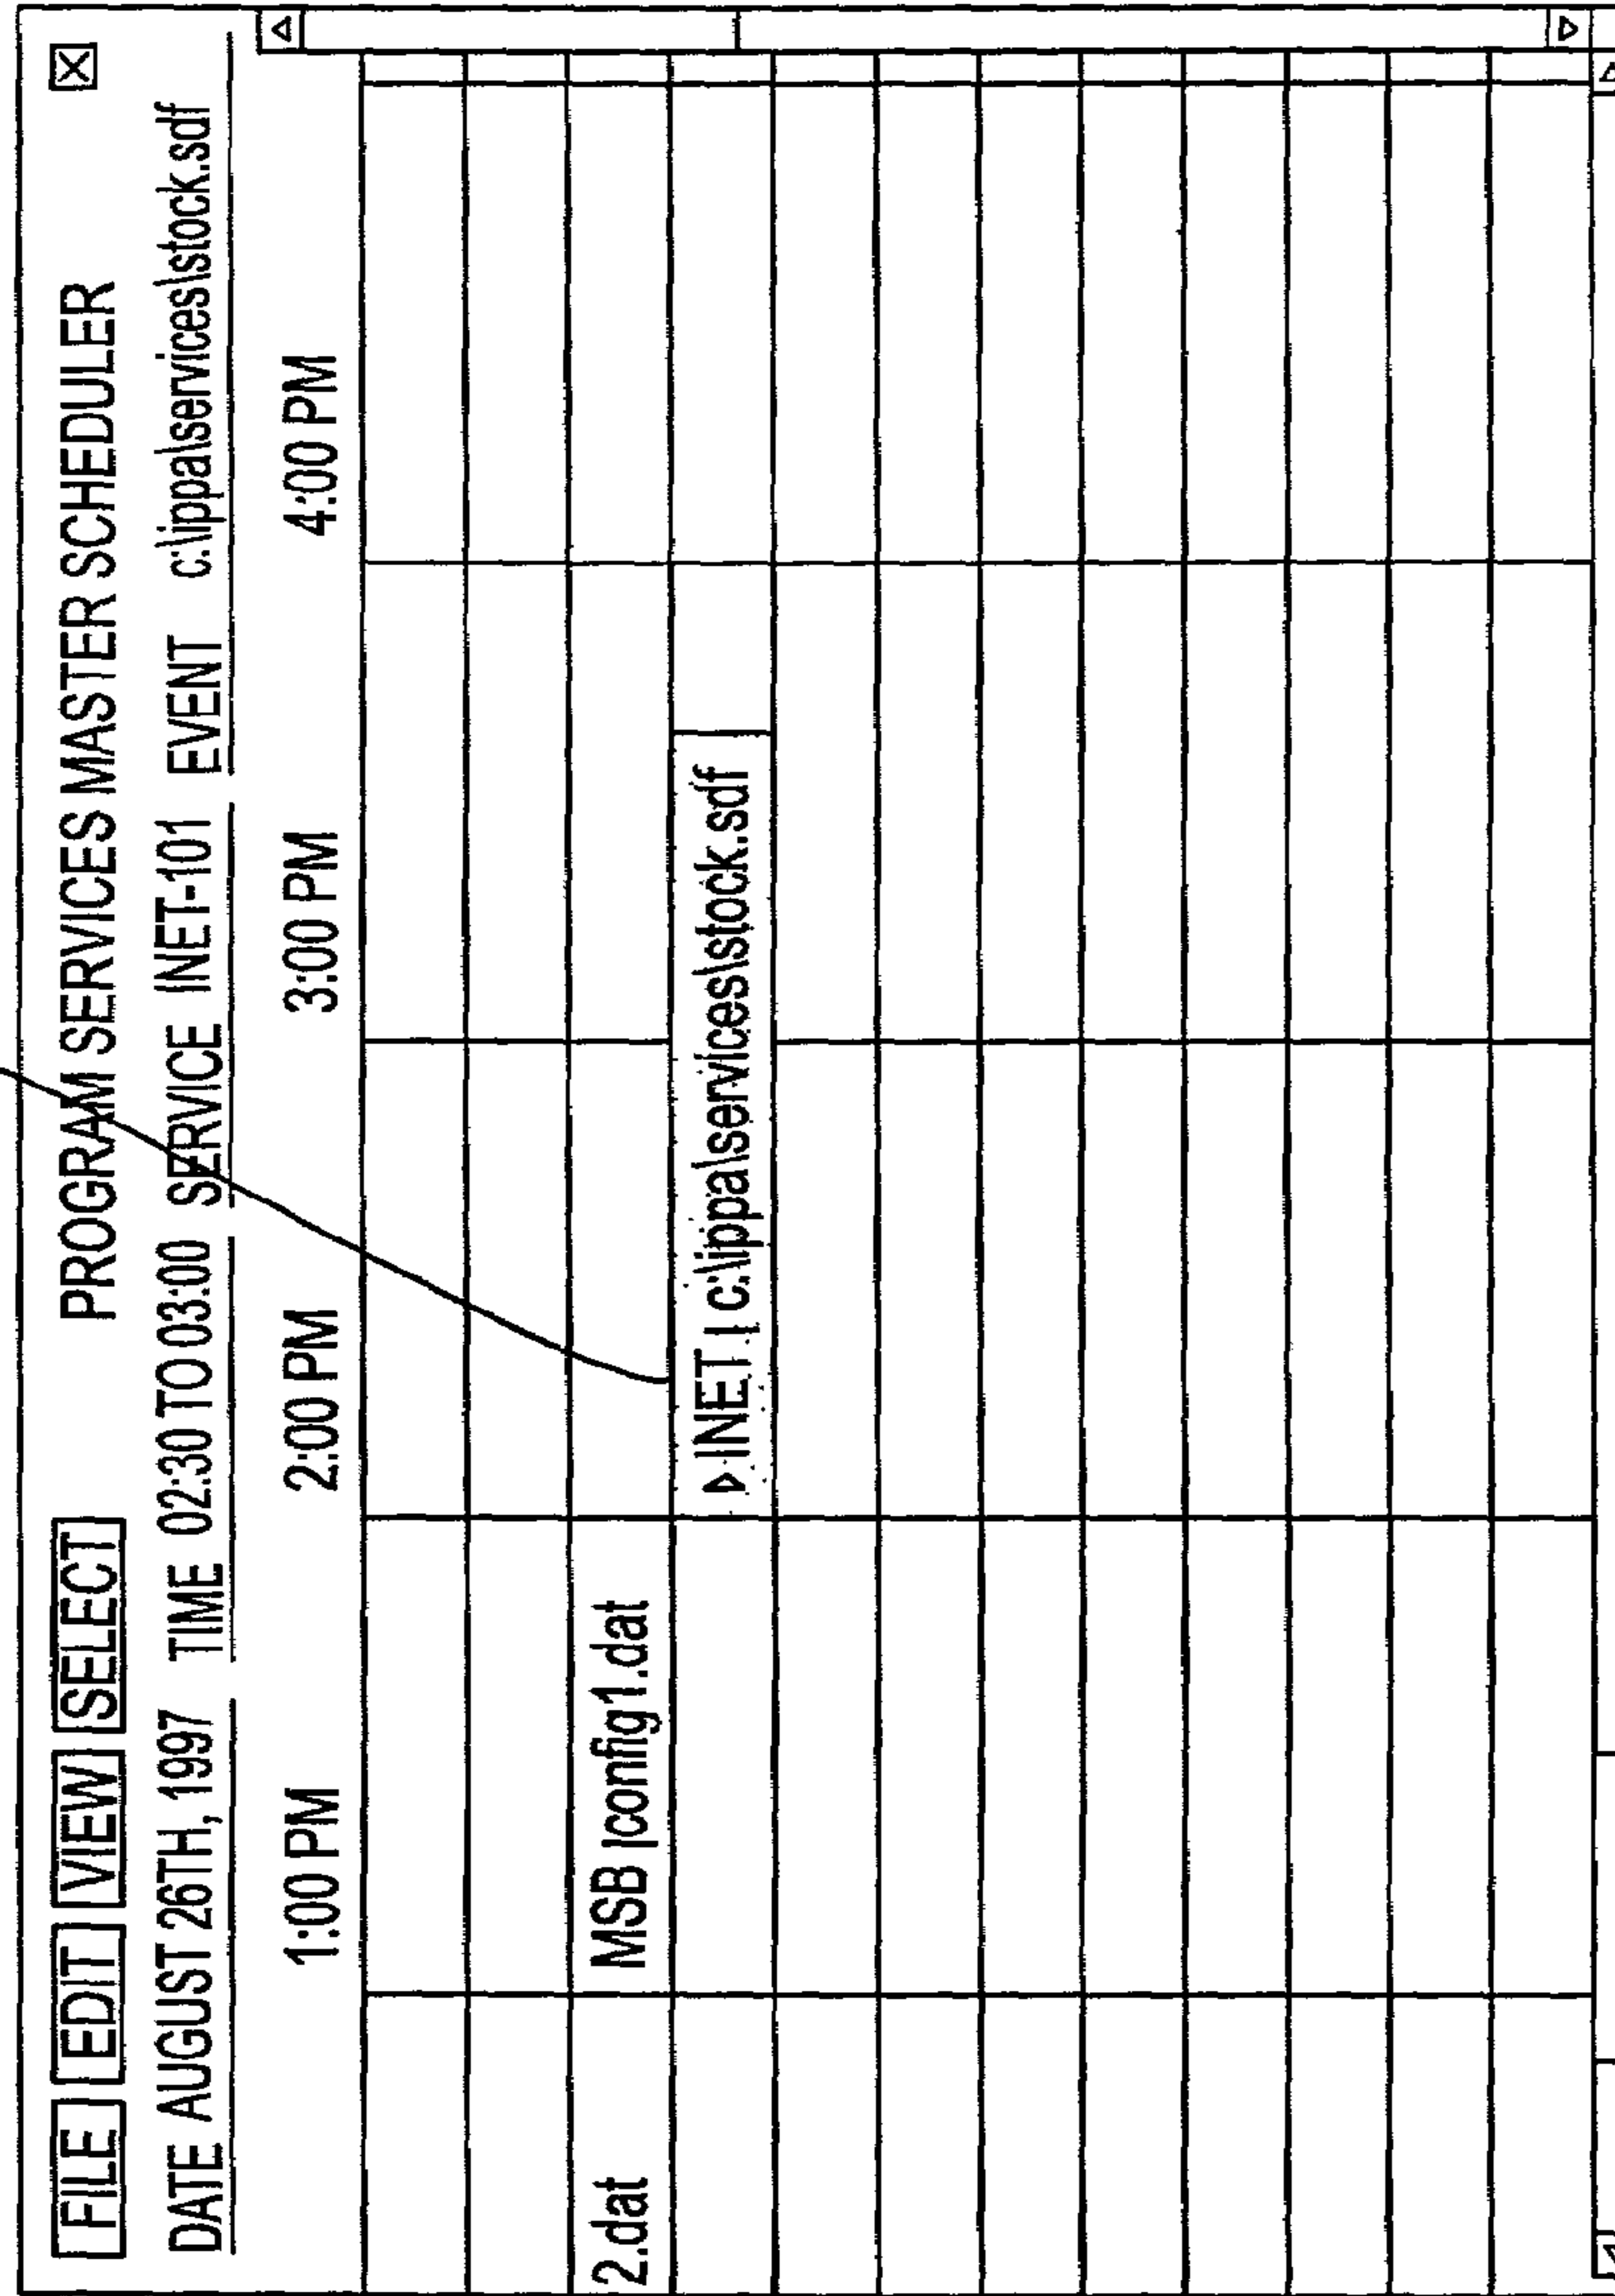 FILE EDIT VIEW SELECT PROGRAM SERVICES MASTER SCHEDULER
DATE AUGUST 26TH, 1997 TIME 02:30 TO 03:00 SERVICE INET-101 EVENT c:\ippa\services\stock.sdf
1:00 PM 2:00 PM 3:00 PM 4:00 PM
2.dat MSB |config1.dat
INET | c:\ippa\services\stock.sdf